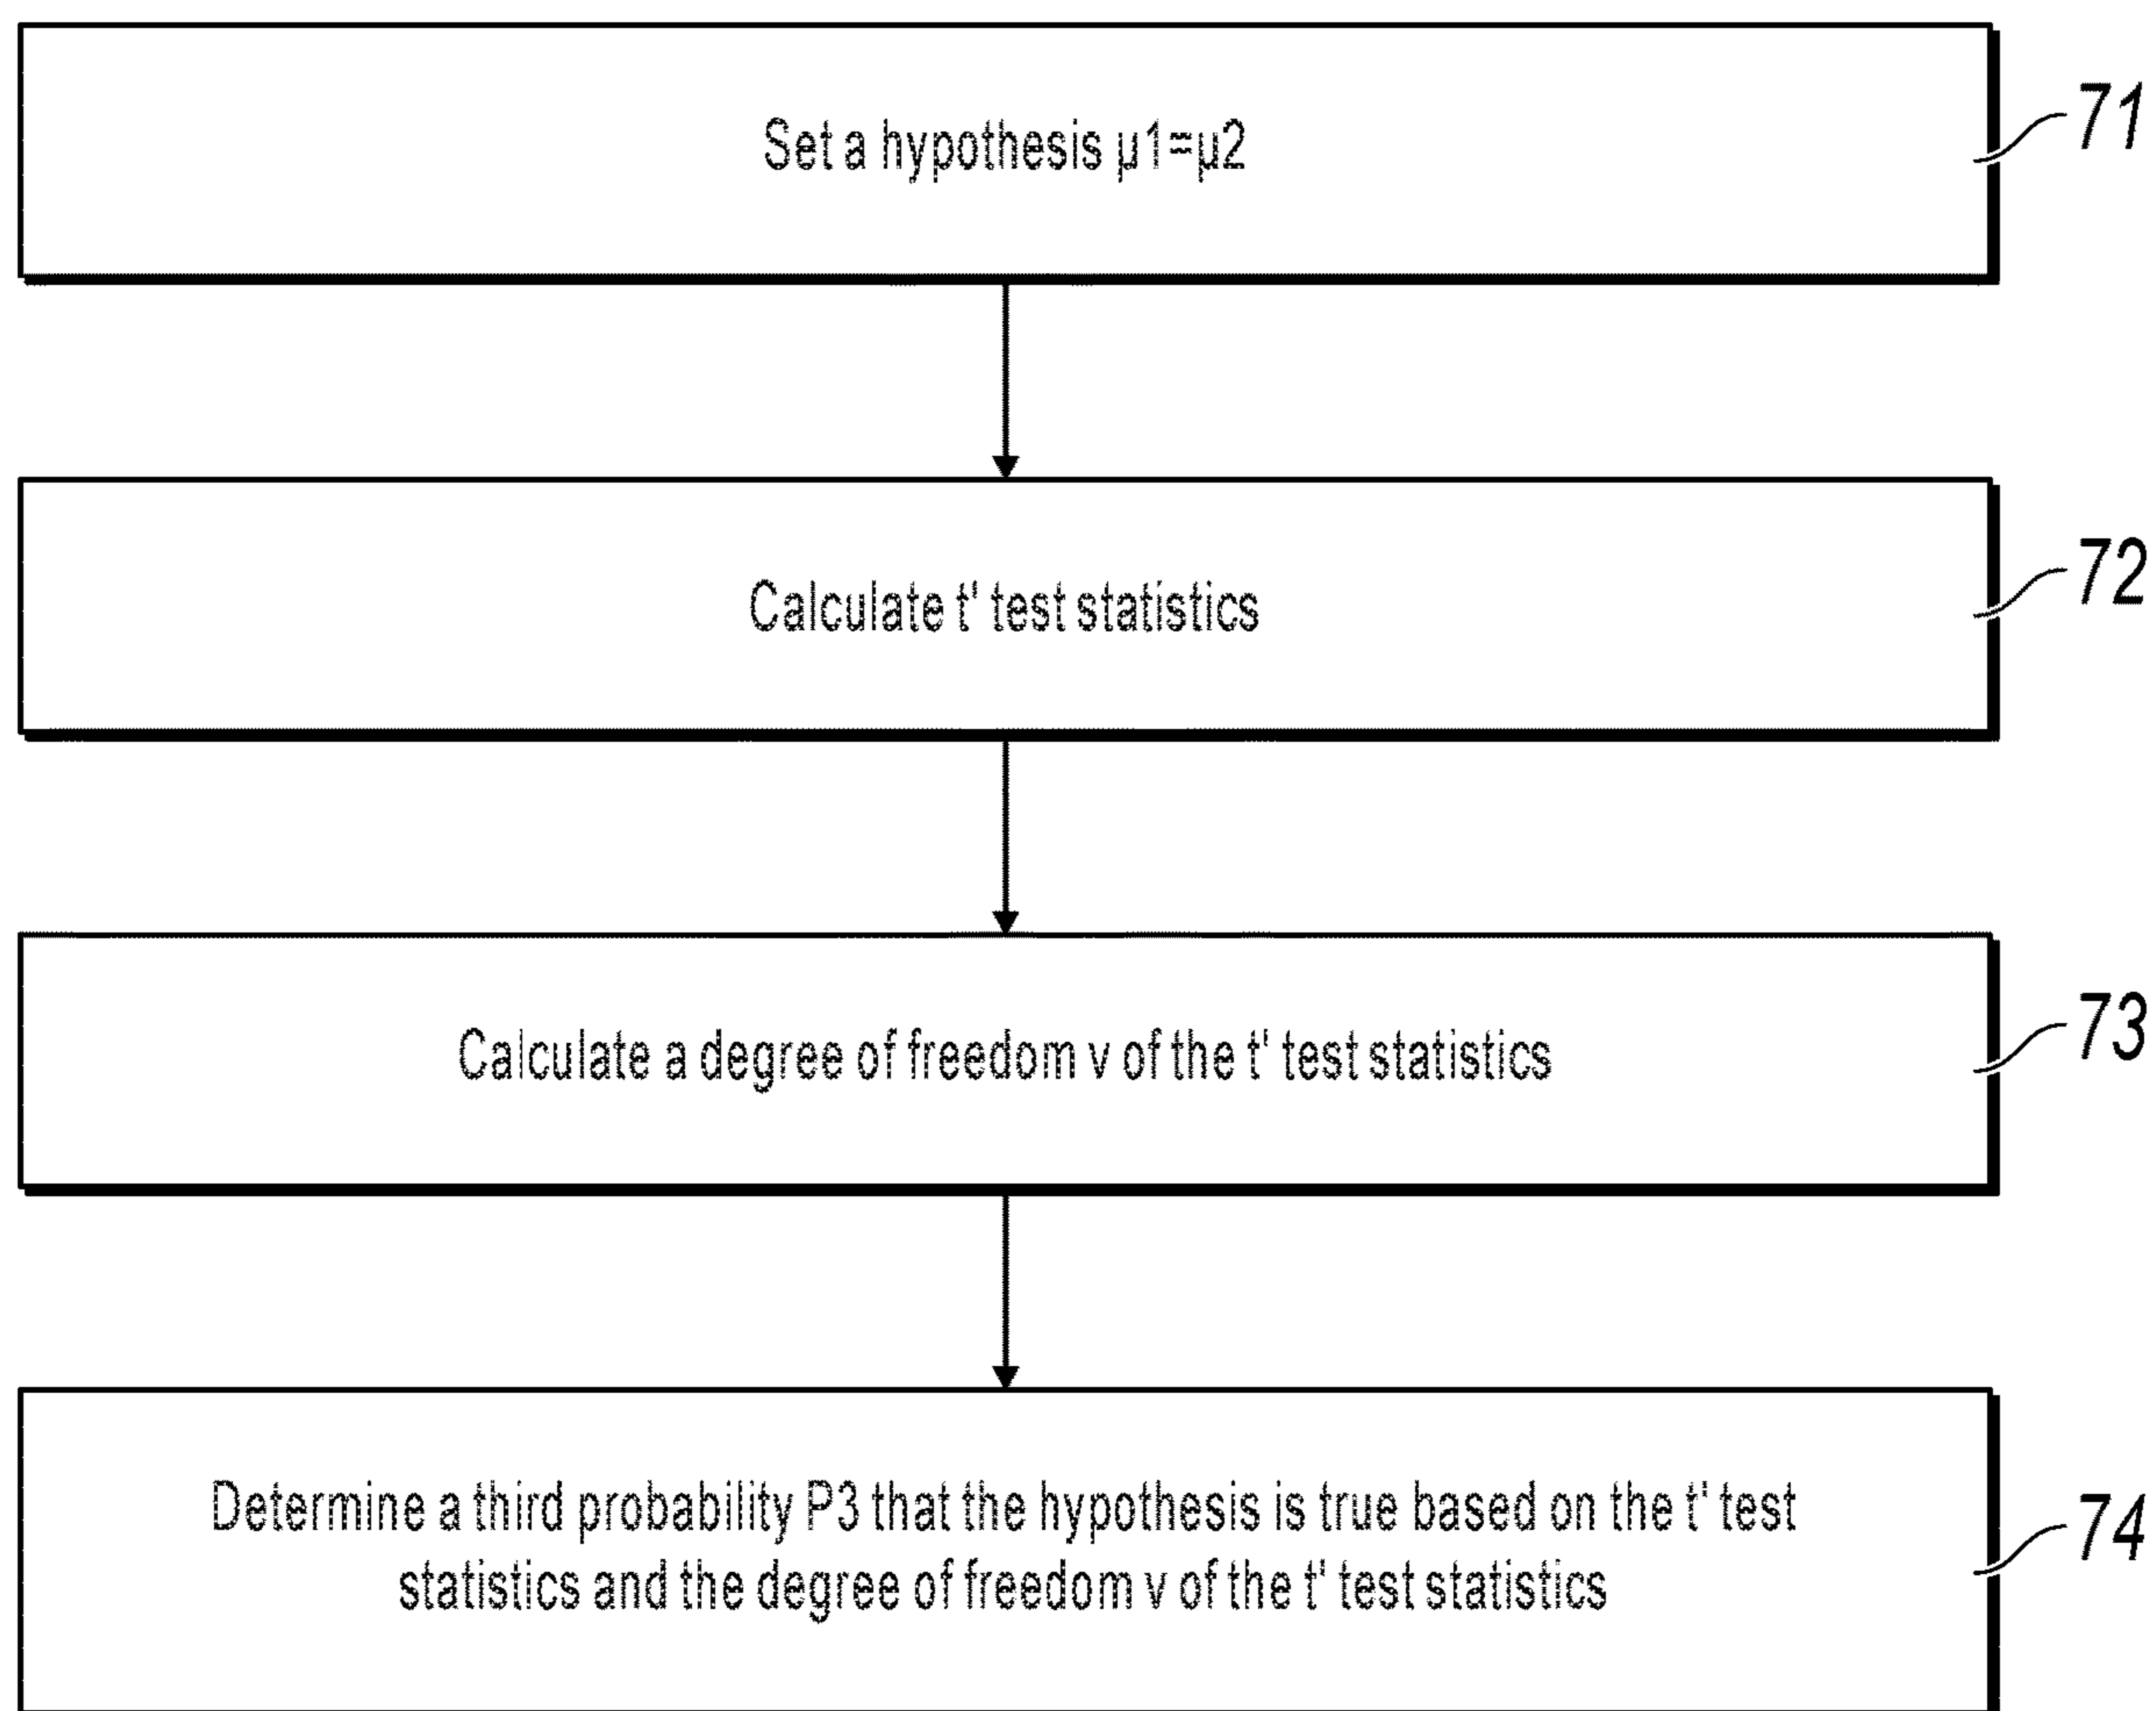 Set a hypothesis µ1=µ2
71
Calculate t' test statistics
72
Calculate a degree of freedom v of the t' test statistics
73
Determine a third probability P3 that the hypothesis is true based on the t' test
statistics and the degree of freedom v of the t' test statistics
74